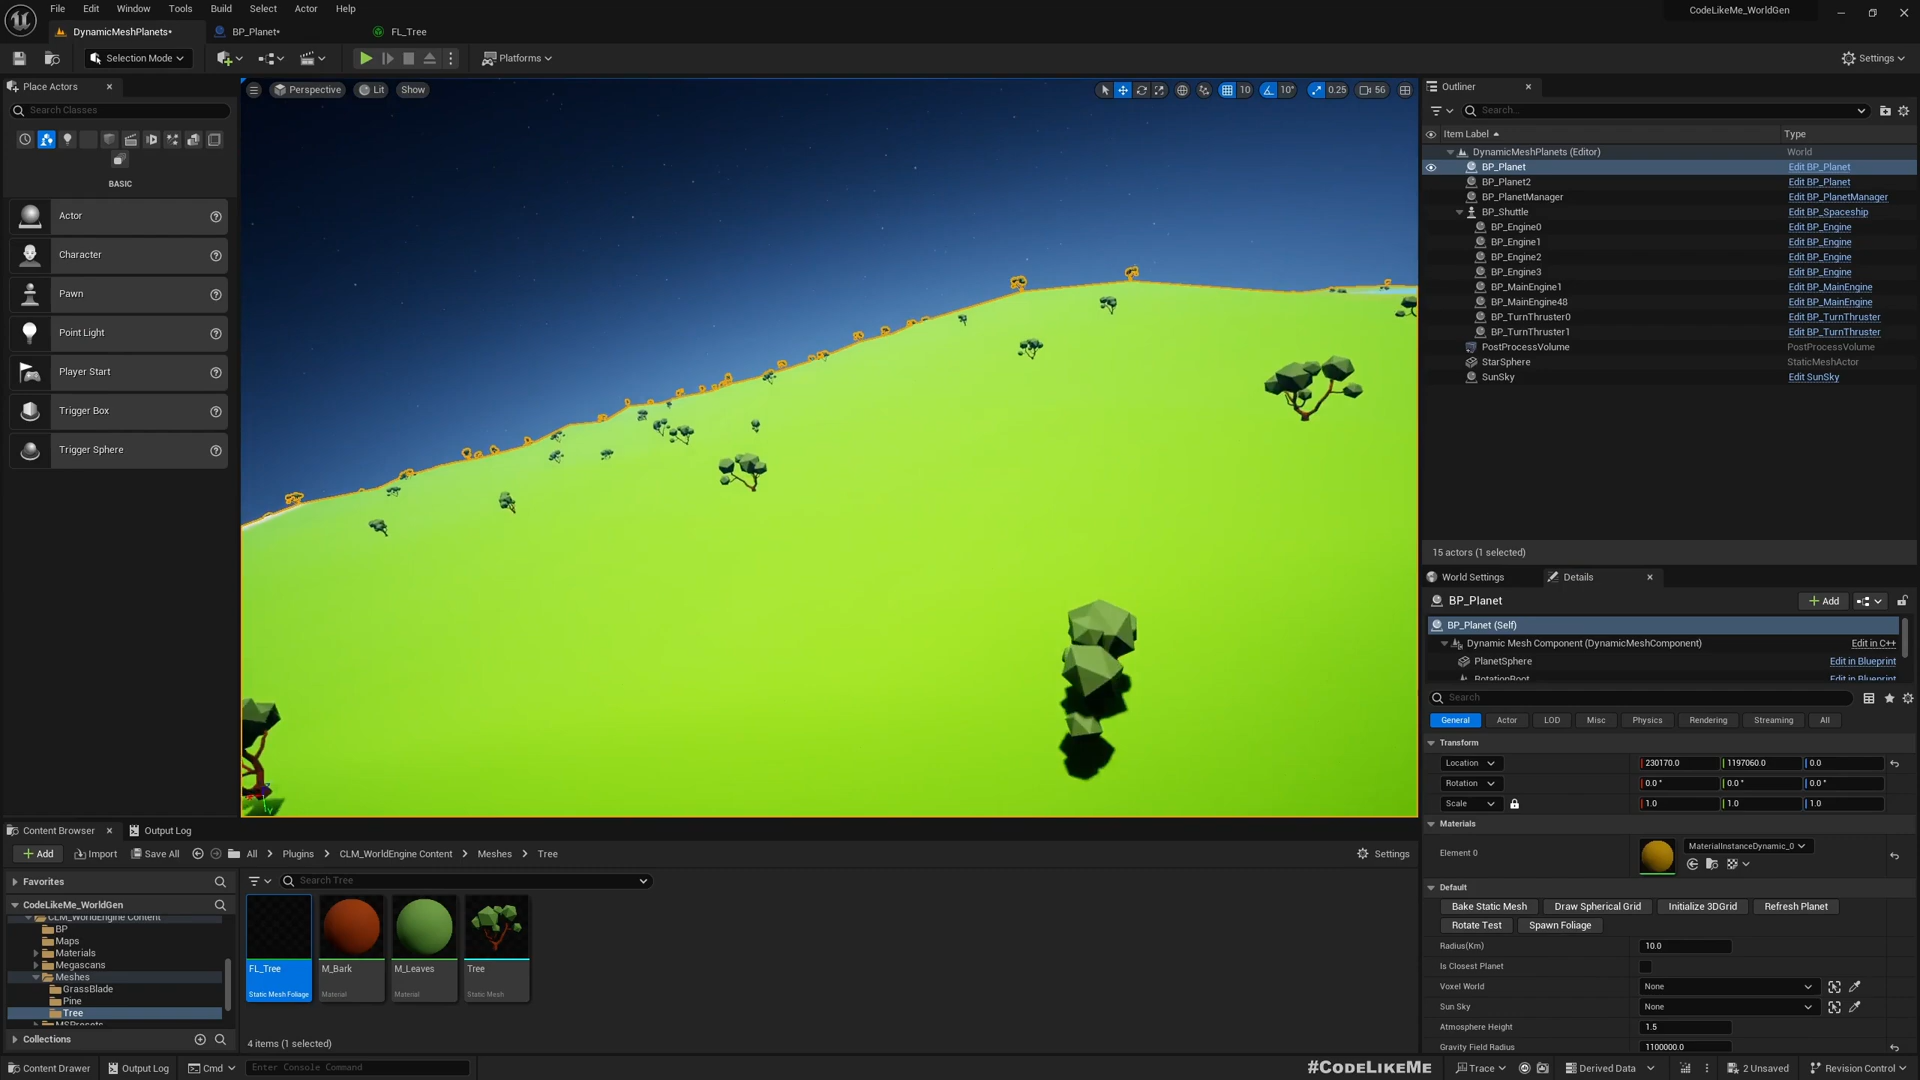 File Edit Window Tools Build Select Actor Help
CodeLikeMe_WorldGen
DynamicMeshPlanets*
BP_Planet*
FL_Tree
Selection Mode
Platforms
Settings
Place Actors
Search Classes
BASIC
Actor
Character
Pawn
Point Light
Player Start
Trigger Box
Trigger Sphere
Perspective
Lit
Show
10
10°
0.25
56
Outliner
Search...
Item Label
Type
DynamicMeshPlanets (Editor) World
BP_Planet Edit BP_Planet
BP_Planet2 Edit BP_Planet
BP_PlanetManager Edit BP_PlanetManager
BP_Shuttle Edit BP_Spaceship
BP_Engine0 Edit BP_Engine
BP_Engine1 Edit BP_Engine
BP_Engine2 Edit BP_Engine
BP_Engine3 Edit BP_Engine
BP_MainEngine1 Edit BP_MainEngine
BP_MainEngine48 Edit BP_MainEngine
BP_TurnThruster0 Edit BP_TurnThruster
BP_TurnThruster1 Edit BP_TurnThruster
PostProcessVolume PostProcessVolume
StarSphere StaticMeshActor
SunSky Edit SunSky
15 actors (1 selected)
World Settings
Details
BP_Planet
Add
BP_Planet (Self)
Dynamic Mesh Component (DynamicMeshComponent) Edit in C++
PlanetSphere Edit in Blueprint
RotationRoot Edit in Blueprint
Search
General Actor LOD Misc Physics Rendering Streaming All
Transform
Location 230170.0 1197060.0 0.0
Rotation 0.0° 0.0° 0.0°
Scale 1.0 1.0 1.0
Materials
Element 0
MaterialInstanceDynamic_0
Default
Bake Static Mesh Draw Spherical Grid Initialize 3DGrid Refresh Planet
Rotate Test Spawn Foliage
Radius(Km) 10.0
Is Closest Planet
Voxel World None
Sun Sky None
Atmosphere Height 1.5
Gravity Field Radius 1100000.0
Content Browser
Output Log
Add
Import
Save All
All > Plugins > CLM_WorldEngine Content > Meshes > Tree
Settings
Favorites
CodeLikeMe_WorldGen
CLM_WorldEngine Content
BP
Maps
Materials
Megascans
Meshes
GrassBlade
Pine
Tree
MSPresets
Collections
Search Tree
FL_Tree
Static Mesh Foliage
M_Bark
Material
M_Leaves
Material
Tree
Static Mesh
4 items (1 selected)
Content Drawer
Output Log
Cmd
Enter Console Command
#CODELIKEME
Trace
Derived Data
2 Unsaved
Revision Control